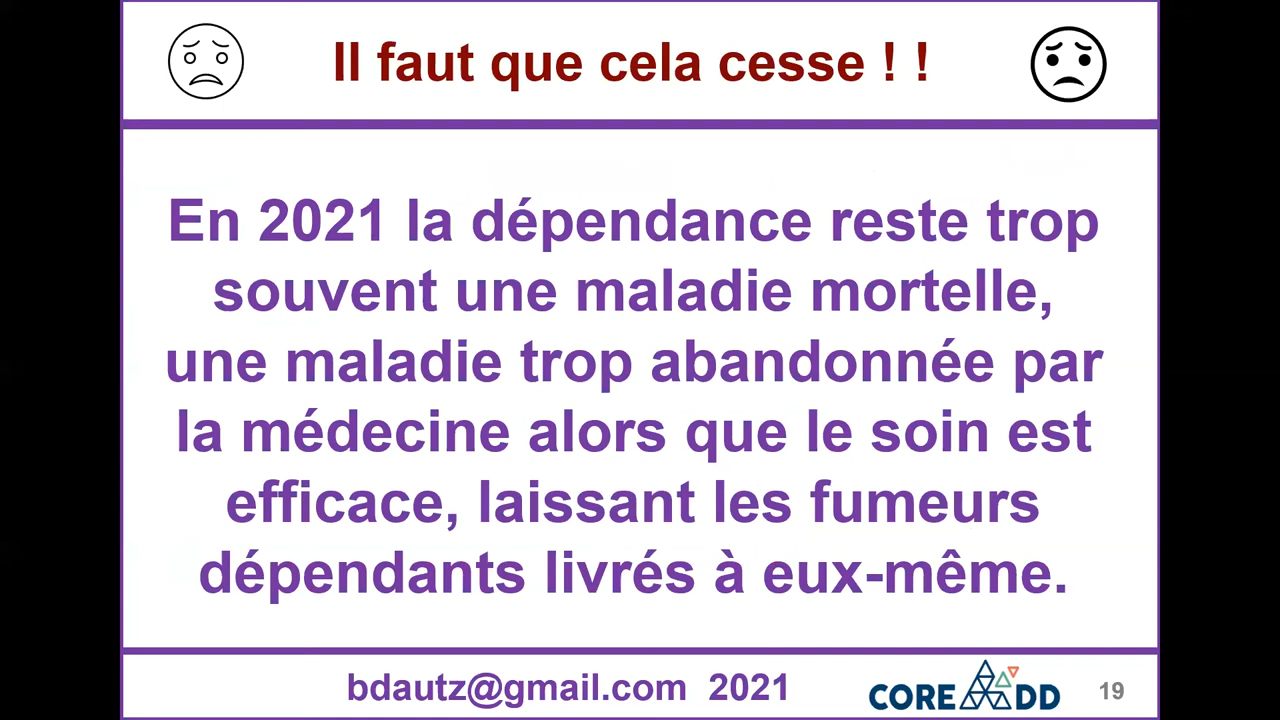 Il faut que cela cesse ! !
En 2021 la dépendance reste trop
souvent une maladie mortelle,
une maladie trop abandonnée par
la médecine alors que le soin est
efficace, laissant les fumeurs
dépendants livrés à eux-même.
bdautz@gmail.com 2021
COREADD
19